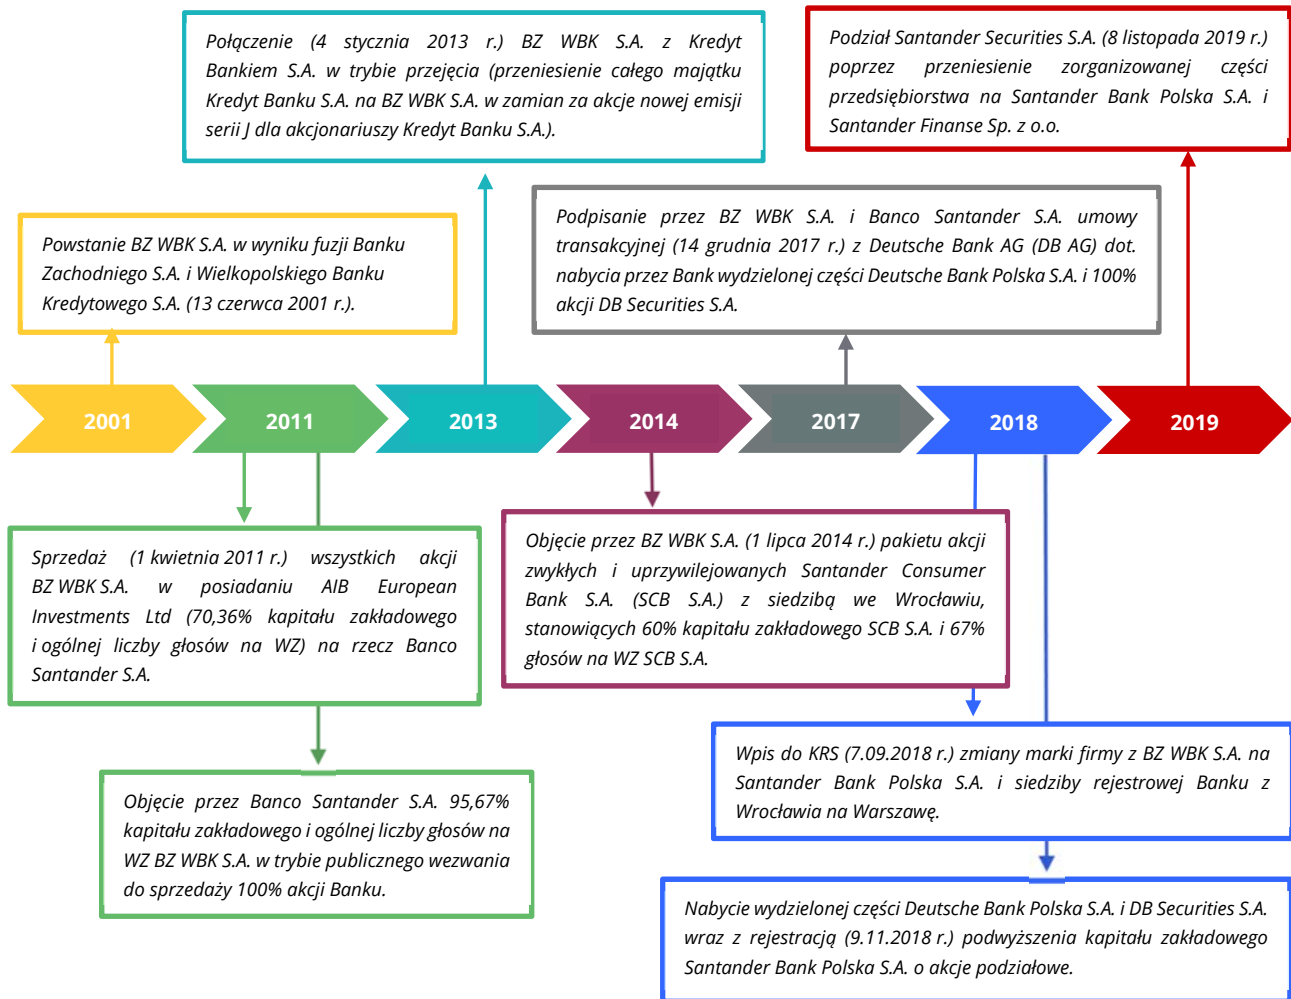 Połączenie (4 stycznia 2013 r.) BZ WBK S.A. z Kredyt
Bankiem S.A. w trybie przejęcia (przeniesienie całego majątku
Kredyt Banku S.A. na BZ WBK S.A. w zamian za akcje nowej emisji
serii J dla akcjonariuszy Kredyt Banku S.A.).
Podział Santander Securities S.A. (8 listopada 2019 r.)
poprzez przeniesienie zorganizowanej części
przedsiębiorstwa na Santander Bank Polska S.A. i
Santander Finanse Sp. z o.o.
Powstanie BZ WBK S.A. w wyniku fuzji Banku
Zachodniego S.A. i Wielkopolskiego Banku
Kredytowego S.A. (13 czerwca 2001 r.).
Podpisanie przez BZ WBK S.A. i Banco Santander S.A. umowy
transakcyjnej (14 grudnia 2017 r.) z Deutsche Bank AG (DB AG) dot.
nabycia przez Bank wydzielonej części Deutsche Bank Polska S.A. i 100%
akcji DB Securities S.A.
2001 2011 2013 2014 2017 2018 2019
Sprzedaż (1 kwietnia 2011 r.) wszystkich akcji
BZ WBK S.A. w posiadaniu AIB European
Investments Ltd (70,36% kapitału zakładowego
i ogólnej liczby głosów na WZ) na rzecz Banco
Santander S.A.
Objęcie przez BZ WBK S.A. (1 lipca 2014 r.) pakietu akcji
zwykłych i uprzywilejowanych Santander Consumer
Bank S.A. (SCB S.A.) z siedzibą we Wrocławiu,
stanowiących 60% kapitału zakładowego SCB S.A. i 67%
głosów na WZ SCB S.A.
Wpis do KRS (7.09.2018 r.) zmiany marki firmy z BZ WBK S.A. na
Santander Bank Polska S.A. i siedziby rejestrowej Banku z
Wrocławia na Warszawę.
Objęcie przez Banco Santander S.A. 95,67%
kapitału zakładowego i ogólnej liczby głosów na
WZ BZ WBK S.A. w trybie publicznego wezwania
do sprzedaży 100% akcji Banku.
Nabycie wydzielonej części Deutsche Bank Polska S.A. i DB Securities S.A.
wraz z rejestracją (9.11.2018 r.) podwyższenia kapitału zakładowego
Santander Bank Polska S.A. o akcje podziałowe.